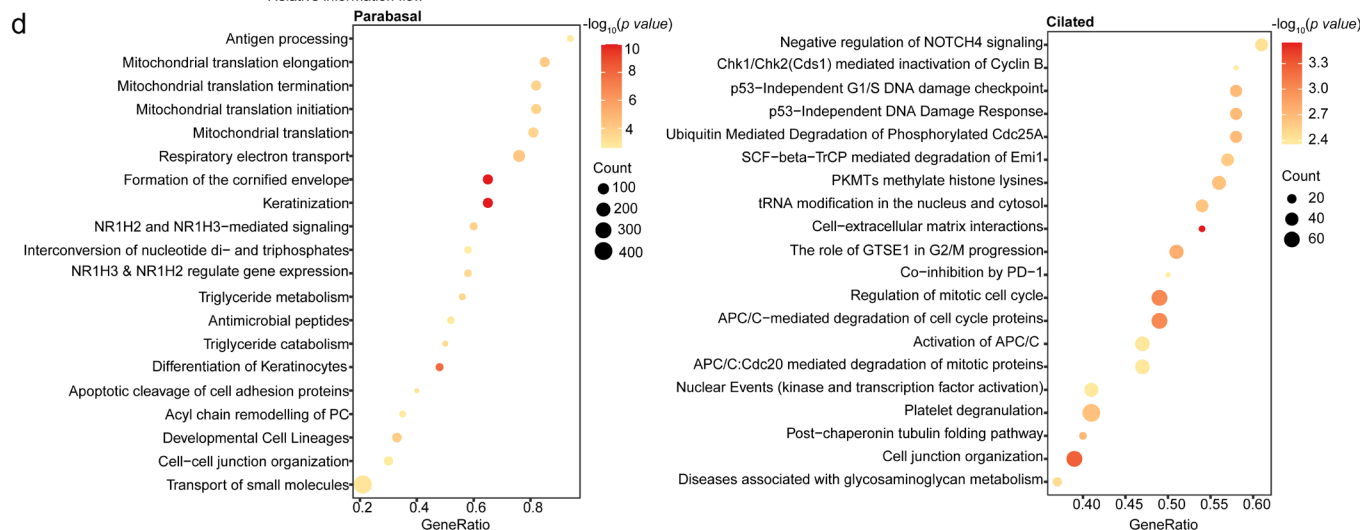 d
Parabasal
Antigen processing
Mitochondrial translation elongation
Mitochondrial translation termination
Mitochondrial translation initiation
Mitochondrial translation
Respiratory electron transport
Formation of the cornified envelope
Keratinization
NR1H2 and NR1H3−mediated signaling
Interconversion of nucleotide di− and triphosphates
NR1H3 & NR1H2 regulate gene expression
Triglyceride metabolism
Antimicrobial peptides
Triglyceride catabolism
Differentiation of Keratinocytes
Apoptotic cleavage of cell adhesion proteins
Acyl chain remodelling of PC
Developmental Cell Lineages
Cell−cell junction organization
Transport of small molecules
0.2 0.4 0.6 0.8
GeneRatio
-log10(p value)
10
8
6
4
Count
100
200
300
400
Cilated
Negative regulation of NOTCH4 signaling
Chk1/Chk2(Cds1) mediated inactivation of Cyclin B
p53−Independent G1/S DNA damage checkpoint
p53−Independent DNA Damage Response
Ubiquitin Mediated Degradation of Phosphorylated Cdc25A
SCF−beta−TrCP mediated degradation of Emi1
PKMTs methylate histone lysines
tRNA modification in the nucleus and cytosol
Cell−extracellular matrix interactions
The role of GTSE1 in G2/M progression
Co−inhibition by PD−1
Regulation of mitotic cell cycle
APC/C−mediated degradation of cell cycle proteins
Activation of APC/C
APC/C:Cdc20 mediated degradation of mitotic proteins
Nuclear Events (kinase and transcription factor activation)
Platelet degranulation
Post−chaperonin tubulin folding pathway
Cell junction organization
Diseases associated with glycosaminoglycan metabolism
0.40 0.45 0.50 0.55 0.60
GeneRatio
-log10(p value)
3.3
3.0
2.7
2.4
Count
20
40
60